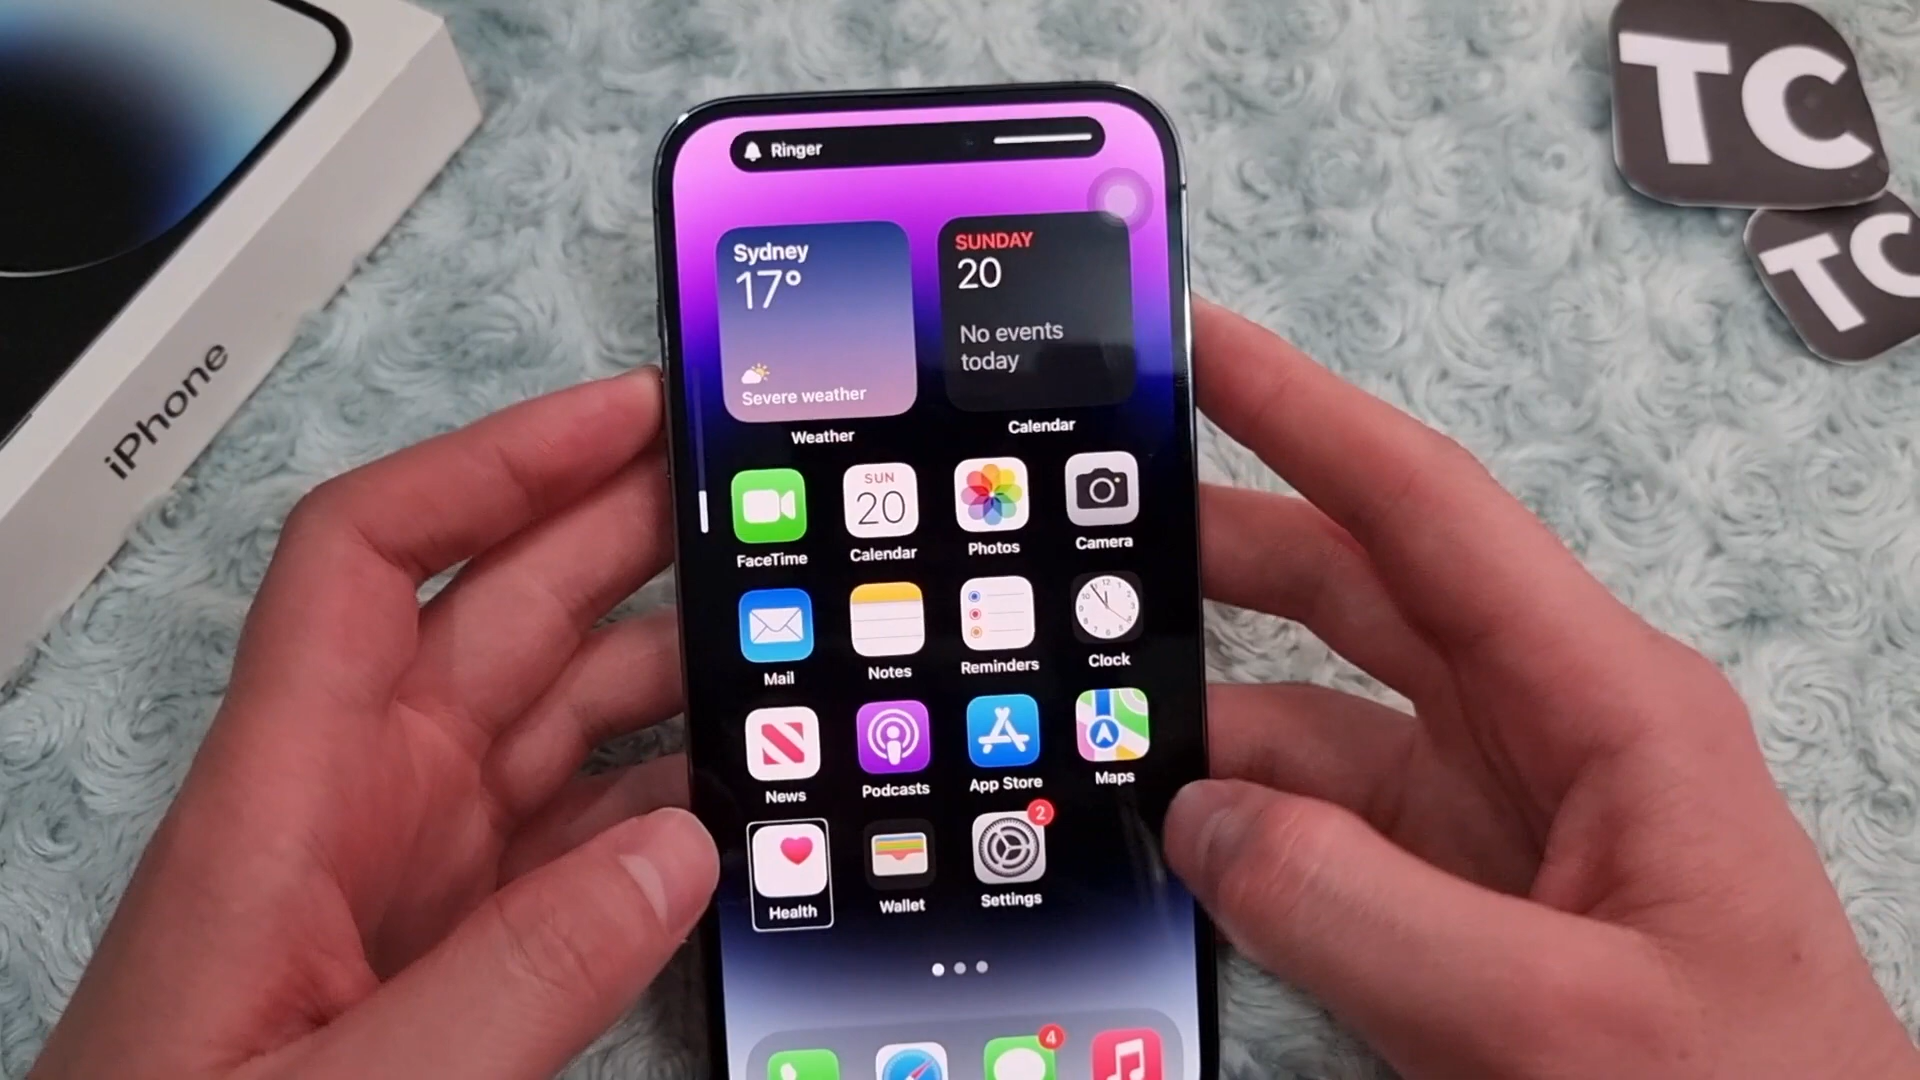 iPhone
TC
TC
Ringer
Sydney
17°
Severe weather
Weather
SUNDAY
20
No events
today
Calendar
FaceTime
SUN
20
Calendar
Photos
Camera
Mail
Notes
Reminders
Clock
News
Podcasts
App Store
Maps
Health
Wallet
2
Settings
4